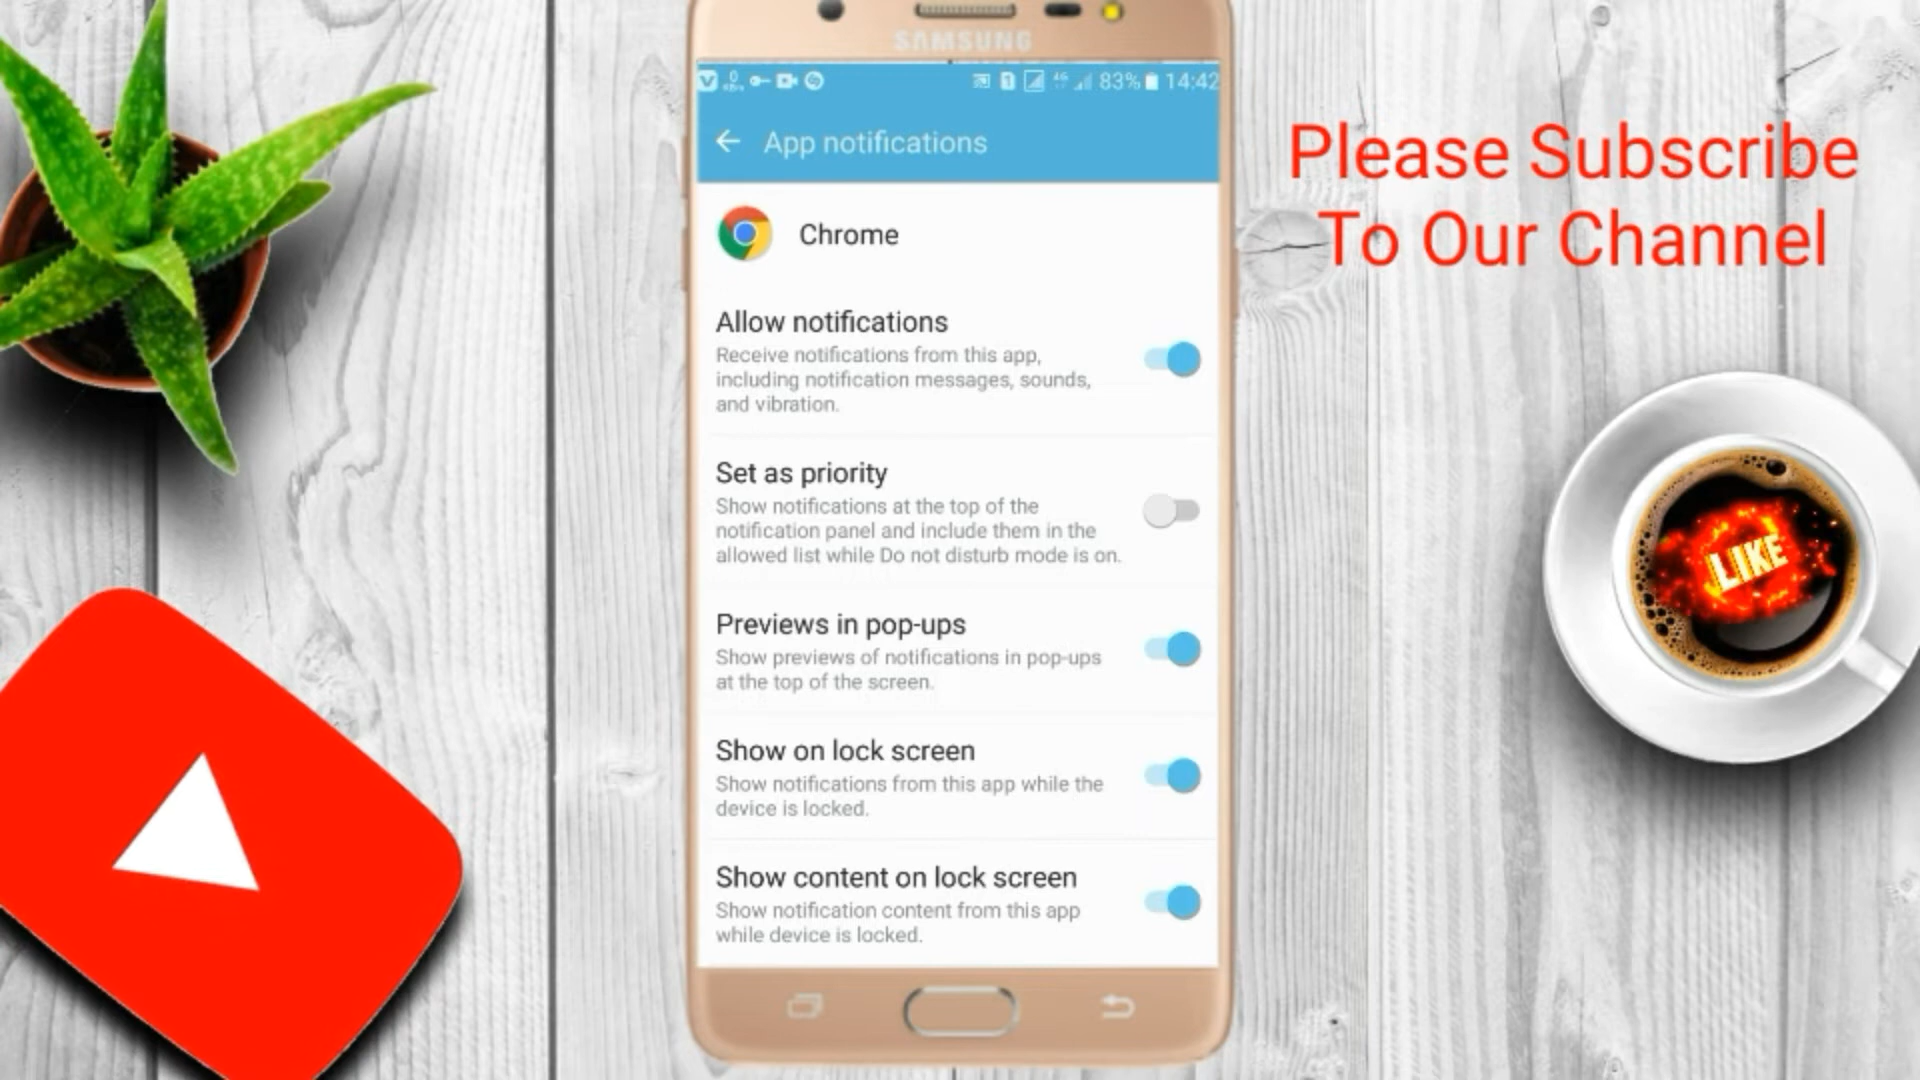 SAMSUNG
83% 14:42
App notifications
Chrome
Allow notifications
Receive notifications from this app,
including notification messages, sounds,
and vibration.
Set as priority
Show notifications at the top of the
notification panel and include them in the
allowed list while Do not disturb mode is on.
Previews in pop-ups
Show previews of notifications in pop-ups
at the top of the screen.
Show on lock screen
Show notifications from this app while the
device is locked.
Show content on lock screen
Show notification content from this app
while device is locked.
Please Subscribe
To Our Channel
LIKE